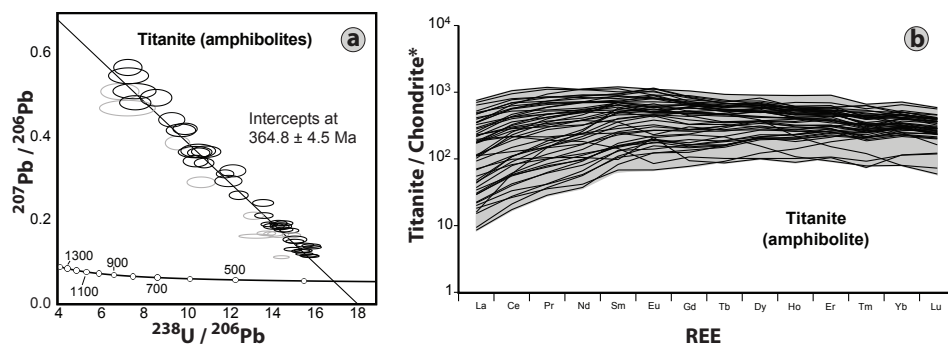 Titanite (amphibolites)
a
0.6
0.4
0.2
0.0
207Pb / 206Pb
Intercepts at
364.8 ± 4.5 Ma
1300
1100
900
700
500
4
6
8
10
12
14
16
18
238U / 206Pb
b
10⁴
10³
10²
10
1
Titanite / Chondrite*
Titanite
(amphibolite)
La Ce Pr Nd Sm Eu Gd Tb Dy Ho Er Tm Yb Lu
REE